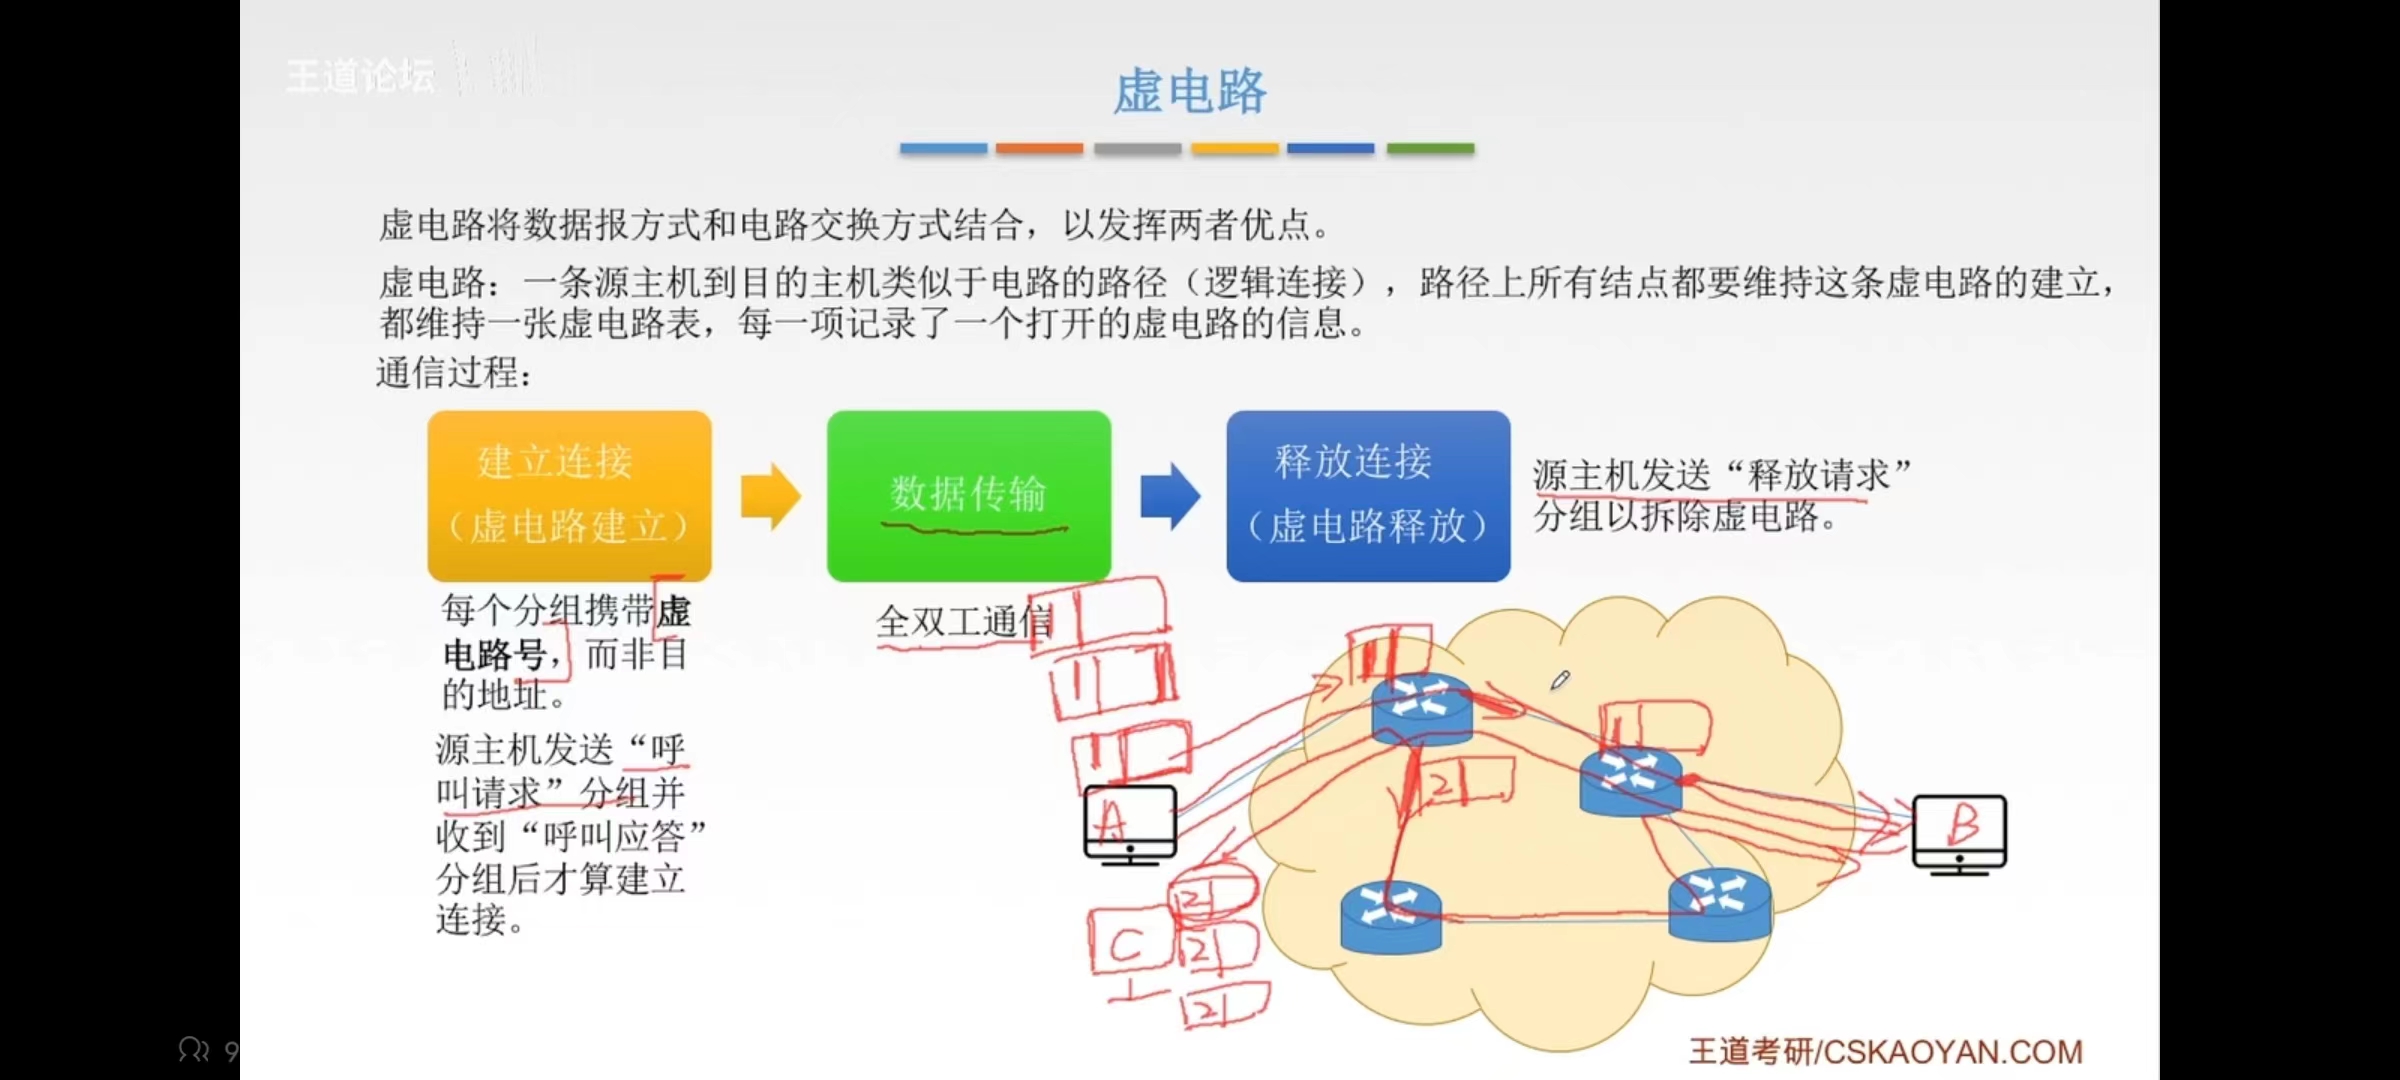 王道论坛
虚电路
虚电路将数据报方式和电路交换方式结合，以发挥两者优点。
虚电路：一条源主机到目的主机类似于电路的路径（逻辑连接），路径上所有结点都要维持这条虚电路的建立，
都维持一张虚电路表，每一项记录了一个打开的虚电路的信息。
通信过程：
建立连接
（虚电路建立）
数据传输
释放连接
（虚电路释放）
源主机发送“释放请求”
分组以拆除虚电路。
每个分组携带虚
电路号，而非目
的地址。
源主机发送“呼
叫请求”分组并
收到“呼叫应答”
分组后才算建立
连接。
全双工通信
1
1
1
1
1
2
A
B
2
C
2
2
9
王道考研/CSKAOYAN.COM